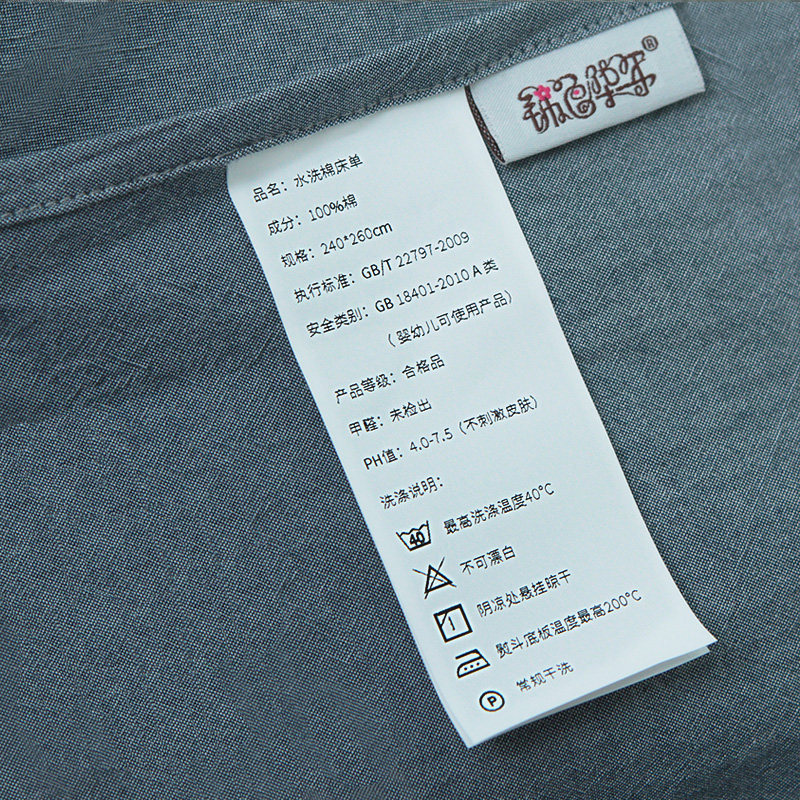 锦色柒年®
品名：水洗棉床单
成分：100%棉
规格：240*260cm
执行标准：GB/T 22797-2009
安全类别：GB 18401-2010 A 类
（婴幼儿可使用产品）
产品等级：合格品
甲醛：未检出
PH值：4.0-7.5（不刺激皮肤）
洗涤说明：
40 最高洗涤温度40°C
不可漂白
阴凉处悬挂晾干
熨斗底板温度最高200°C
P 常规干洗